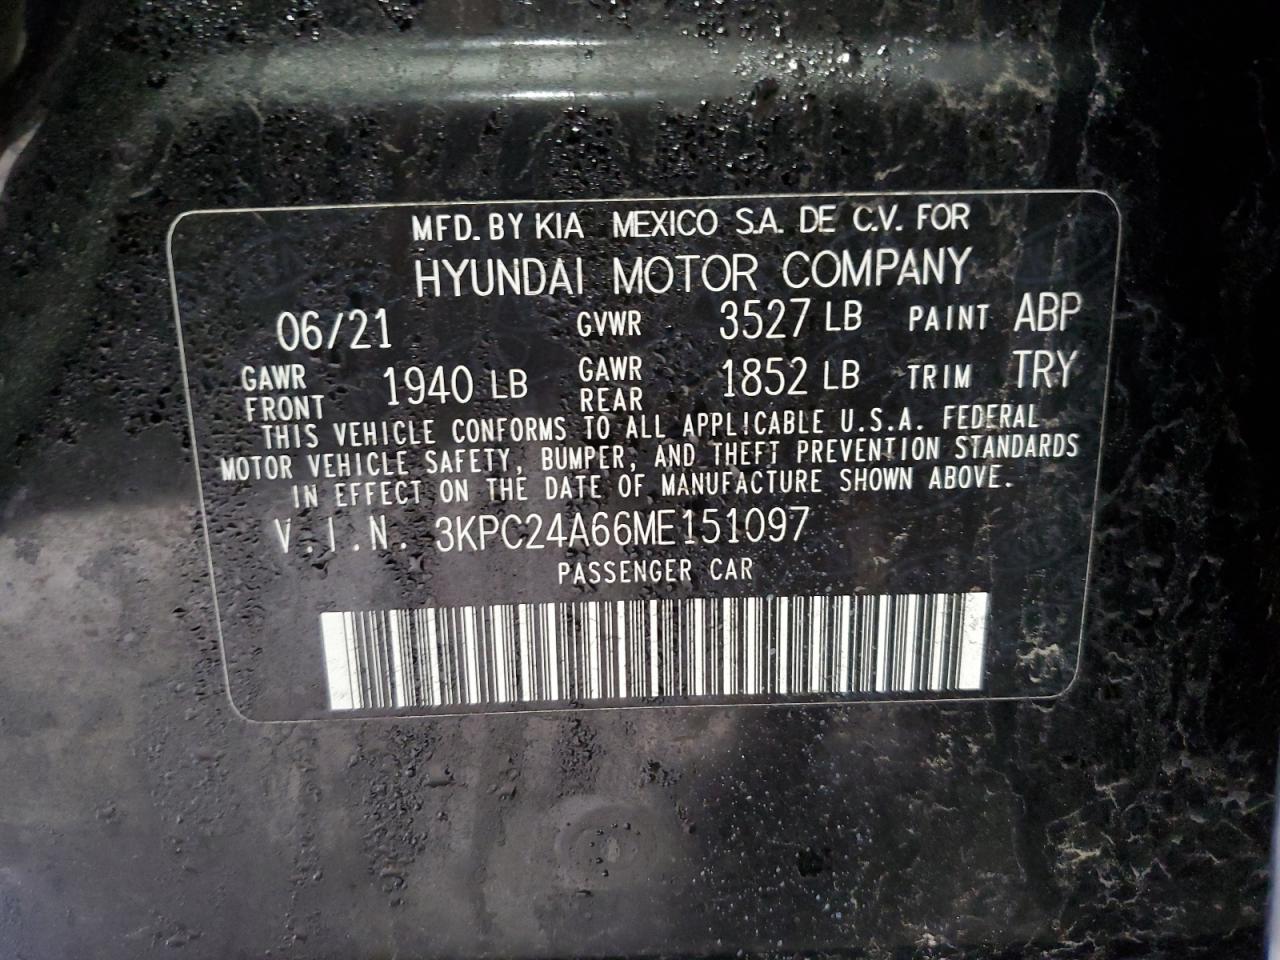 MFD. BY KIA MEXICO S.A. DE C.V. FOR
HYUNDAI MOTOR COMPANY
06/21 GVWR 3527 LB PAINT ABP
GAWR FRONT 1940 LB GAWR REAR 1852 LB TRIM TRY
THIS VEHICLE CONFORMS TO ALL APPLICABLE U.S.A. FEDERAL
MOTOR VEHICLE SAFETY, BUMPER, AND THEFT PREVENTION STANDARDS
IN EFFECT ON THE DATE OF MANUFACTURE SHOWN ABOVE.
V.I.N. 3KPC24A66ME151097
PASSENGER CAR